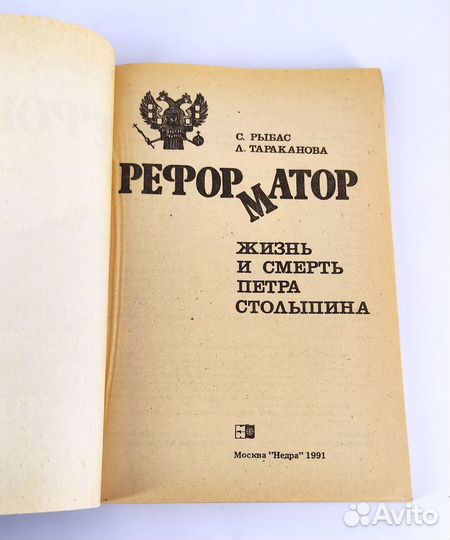 С. РЫБАС
Л. ТАРАКАНОВА
РЕФОРМАТОР
ЖИЗНЬ
И СМЕРТЬ
ПЕТРА
СТОЛЫПИНА
Москва "Недра" 1991
Avito